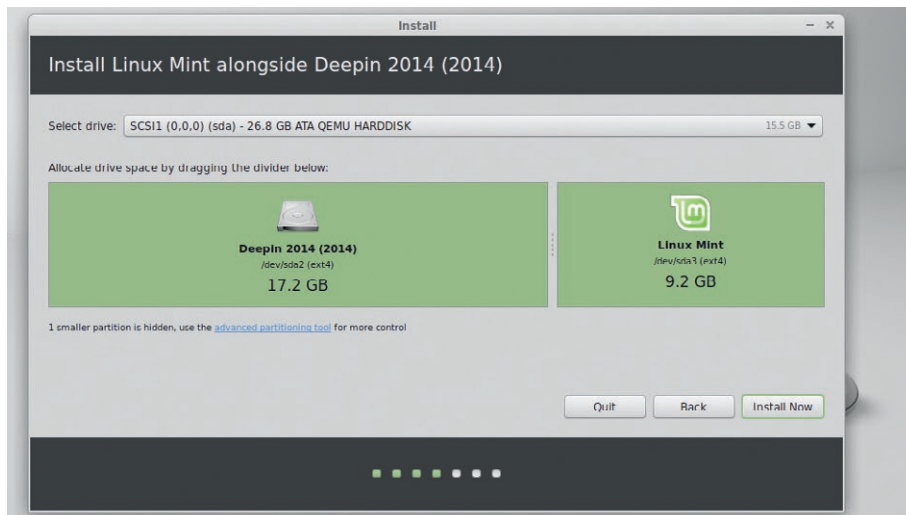 Install
Install Linux Mint alongside Deepin 2014 (2014)
Select drive: SCSI1 (0,0,0) (sda) - 26.8 GB ATA QEMU HARDDISK 15.5 GB
Allocate drive space by dragging the divider below:
Deepin 2014 (2014)
/dev/sda2 (ext4)
17.2 GB
Linux Mint
/dev/sda3 (ext4)
9.2 GB
1 smaller partition is hidden, use the advanced partitioning tool for more control
Quit Back Install Now